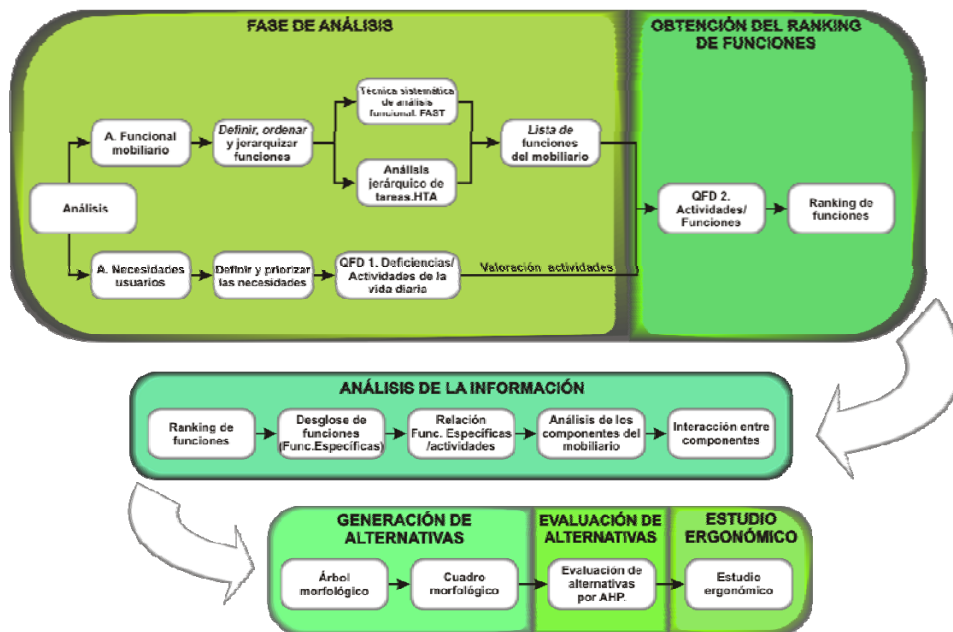 FASE DE ANÁLISIS
OBTENCIÓN DEL RANKING
DE FUNCIONES
Análisis
A. Funcional
mobiliario
Definir, ordenar
y jerarquizar
funciones
Técnica sistemática
de análisis
funcional. FAST
Análisis
jerárquico de
tareas.HTA
Lista de
funciones
del mobiliario
A. Necesidades
usuarios
Definir y priorizar
las necesidades
QFD 1. Deficiencias/
Actividades de la
vida diaria
Valoración actividades
QFD 2.
Actividades/
Funciones
Ranking de
funciones
ANÁLISIS DE LA INFORMACIÓN
Ranking de
funciones
Desglose de
funciones
(Func.Específicas)
Relación
Func. Específicas
/actividades
Análisis de los
componentes del
mobiliario
Interacción entre
componentes
GENERACIÓN DE
ALTERNATIVAS
EVALUACIÓN DE
ALTERNATIVAS
ESTUDIO
ERGONÓMICO
Árbol
morfológico
Cuadro
morfológico
Evaluación de
alternativas
por AHP.
Estudio
ergonómico